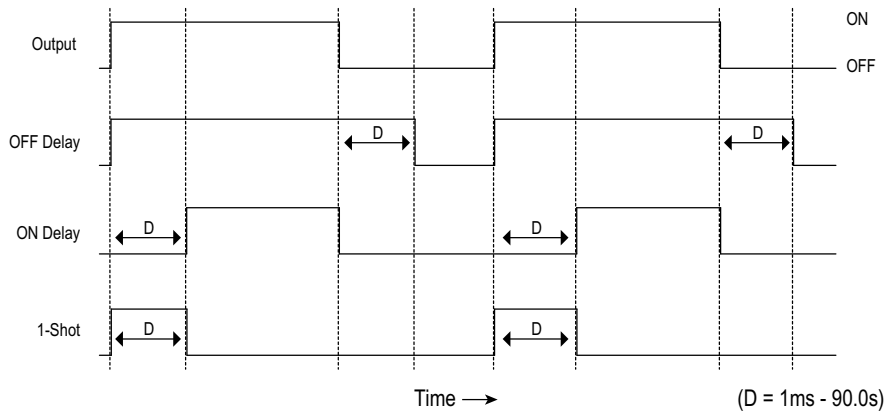 ON
Output
OFF
OFF Delay
D
D
ON Delay
D
D
1-Shot
D
D
Time
(D = 1ms - 90.0s)